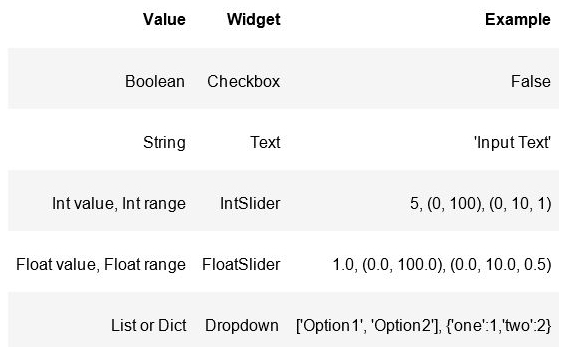 Value Widget Example
Boolean Checkbox False
String Text 'Input Text'
Int value, Int range IntSlider 5, (0, 100), (0, 10, 1)
Float value, Float range FloatSlider 1.0, (0.0, 100.0), (0.0, 10.0, 0.5)
List or Dict Dropdown ['Option1', 'Option2'], {'one':1,'two':2}